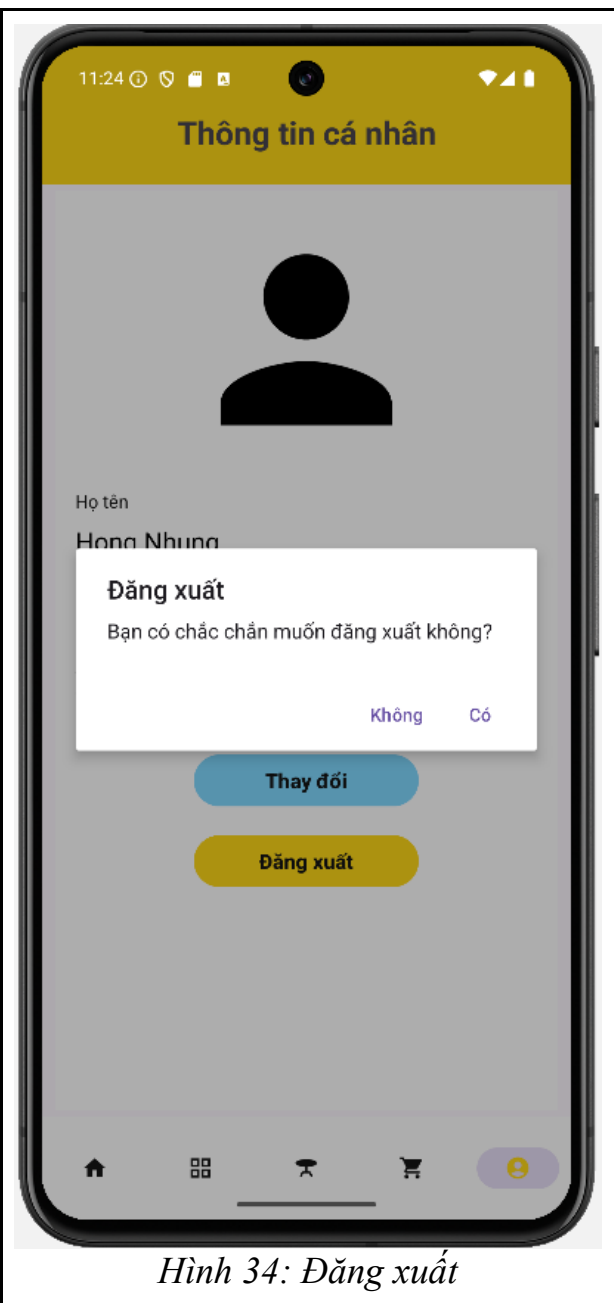 11:24
Thông tin cá nhân
Họ tên
Hong Nhung
Đăng xuất
Bạn có chắc chắn muốn đăng xuất không?
Không Có
Thay đổi
Đăng xuất
Hình 34: Đăng xuất